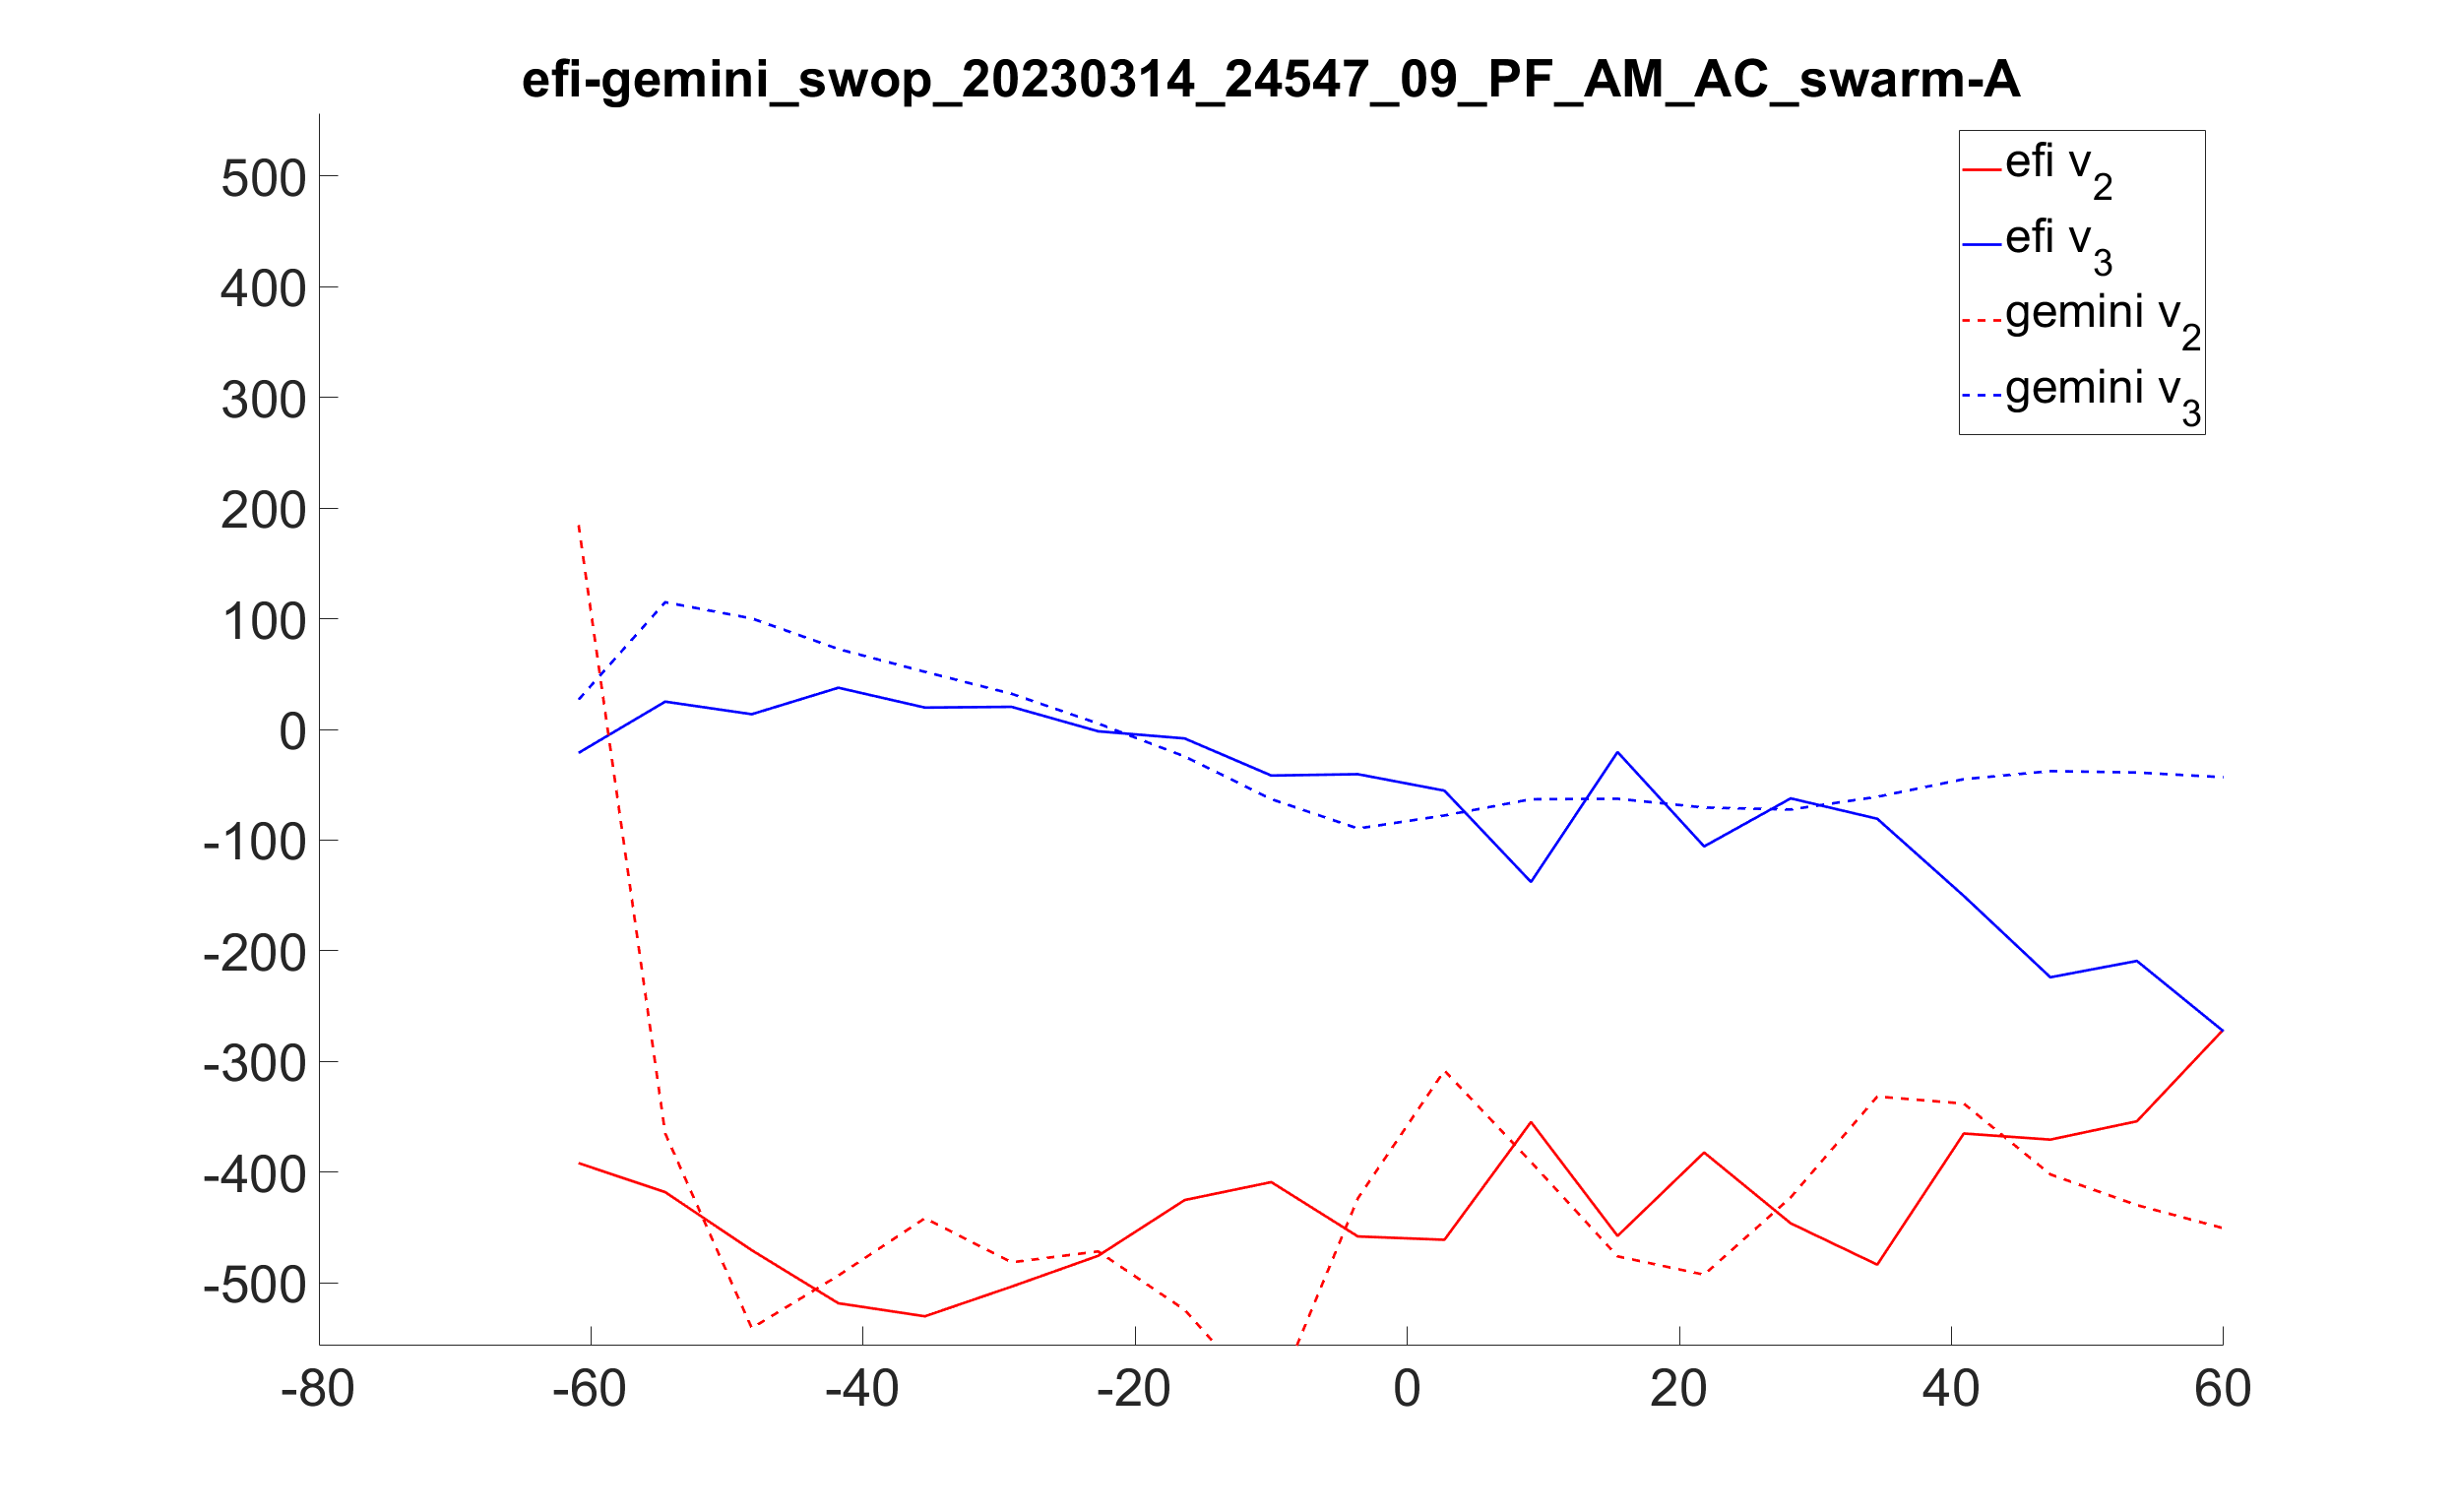 efi-gemini_swop_20230314_24547_09_PF_AM_AC_swarm-A
efi v2
efi v3
gemini v2
gemini v3
500
400
300
200
100
0
-100
-200
-300
-400
-500
-80 -60 -40 -20 0 20 40 60